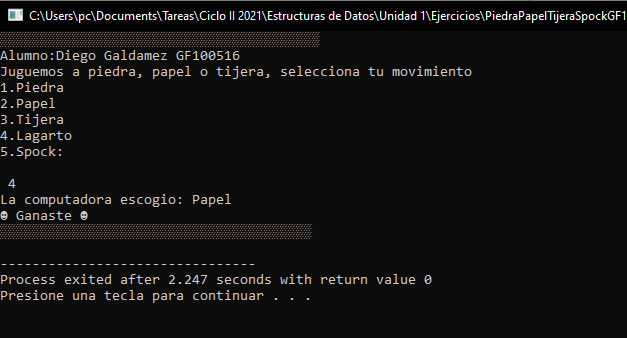 C:\Users\pc\Documents\Tareas\Ciclo II 2021\Estructuras de Datos\Unidad 1\Ejercicios\PiedraPapelTijeraSpockGF1
Alumno:Diego Galdamez GF100516
Juguemos a piedra, papel o tijera, selecciona tu movimiento
1.Piedra
2.Papel
3.Tijera
4.Lagarto
5.Spock:
4
La computadora escogio: Papel
☻ Ganaste ☻
--------------------------------
Process exited after 2.247 seconds with return value 0
Presione una tecla para continuar . . .